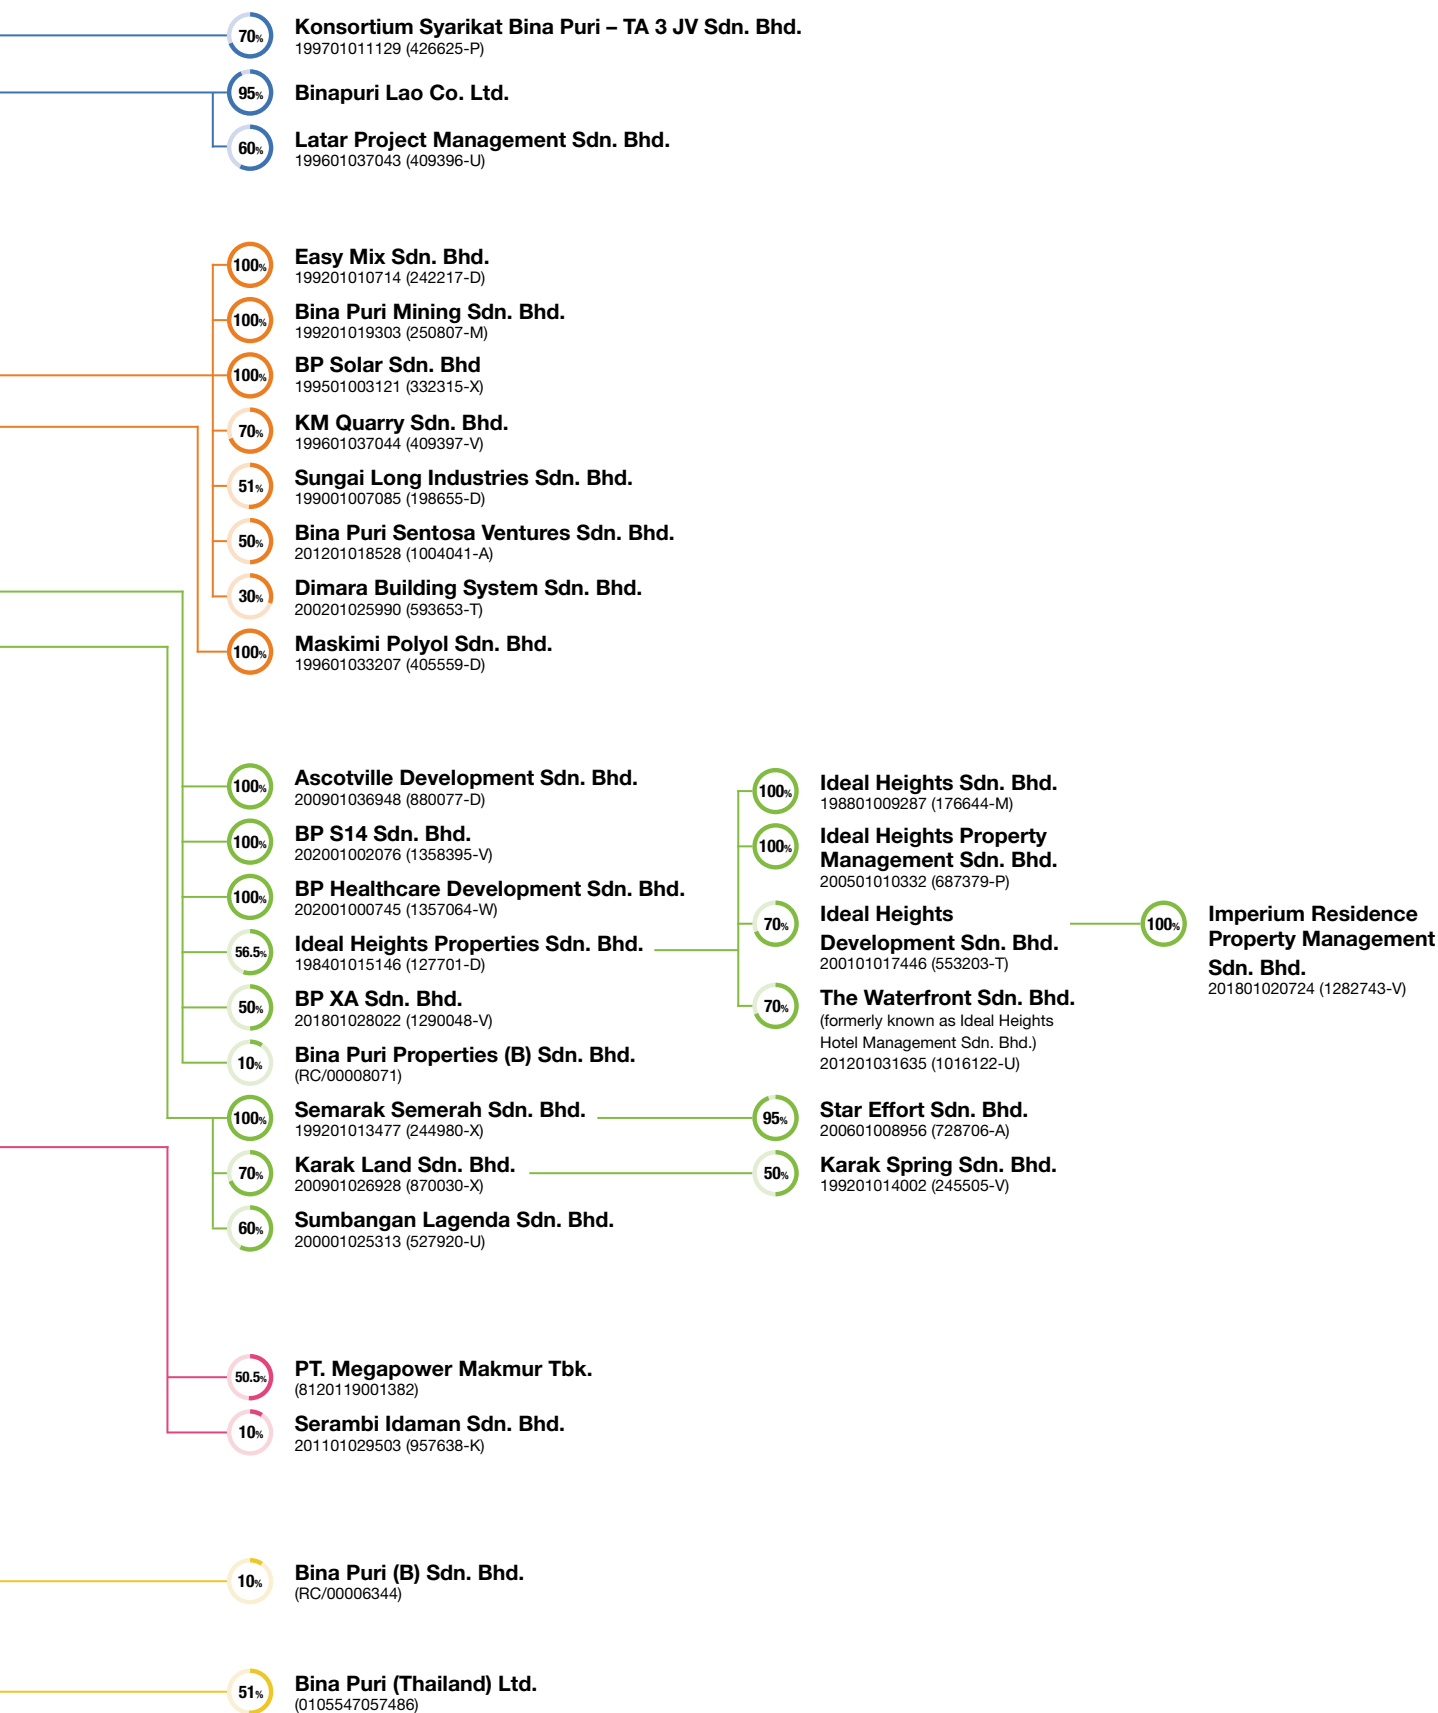 70%
Konsortium Syarikat Bina Puri – TA 3 JV Sdn. Bhd.
199701011129 (426625-P)
95%
Binapuri Lao Co. Ltd.
60%
Latar Project Management Sdn. Bhd.
199601037043 (409396-U)
100%
Easy Mix Sdn. Bhd.
199201010714 (242217-D)
100%
Bina Puri Mining Sdn. Bhd.
199201019303 (250807-M)
100%
BP Solar Sdn. Bhd
199501003121 (332315-X)
70%
KM Quarry Sdn. Bhd.
199601037044 (409397-V)
51%
Sungai Long Industries Sdn. Bhd.
199001007085 (198655-D)
50%
Bina Puri Sentosa Ventures Sdn. Bhd.
201201018528 (1004041-A)
30%
Dimara Building System Sdn. Bhd.
200201025990 (593653-T)
100%
Maskimi Polyol Sdn. Bhd.
199601033207 (405559-D)
100%
Ascotville Development Sdn. Bhd.
200901036948 (880077-D)
100%
BP S14 Sdn. Bhd.
202001002076 (1358395-V)
100%
BP Healthcare Development Sdn. Bhd.
202001000745 (1357064-W)
56.5%
Ideal Heights Properties Sdn. Bhd.
198401015146 (127701-D)
50%
BP XA Sdn. Bhd.
201801028022 (1290048-V)
10%
Bina Puri Properties (B) Sdn. Bhd.
(RC/00008071)
100%
Semarak Semerah Sdn. Bhd.
199201013477 (244980-X)
70%
Karak Land Sdn. Bhd.
200901026928 (870030-X)
60%
Sumbangan Lagenda Sdn. Bhd.
200001025313 (527920-U)
100%
Ideal Heights Sdn. Bhd.
198801009287 (176644-M)
100%
Ideal Heights Property
Management Sdn. Bhd.
200501010332 (687379-P)
70%
Ideal Heights
Development Sdn. Bhd.
200101017446 (553203-T)
70%
The Waterfront Sdn. Bhd.
(formerly known as Ideal Heights
Hotel Management Sdn. Bhd.)
201201031635 (1016122-U)
95%
Star Effort Sdn. Bhd.
200601008956 (728706-A)
50%
Karak Spring Sdn. Bhd.
199201014002 (245505-V)
100%
Imperium Residence
Property Management
Sdn. Bhd.
201801020724 (1282743-V)
50.5%
PT. Megapower Makmur Tbk.
(8120119001382)
10%
Serambi Idaman Sdn. Bhd.
201101029503 (957638-K)
10%
Bina Puri (B) Sdn. Bhd.
(RC/00006344)
51%
Bina Puri (Thailand) Ltd.
(0105547057486)